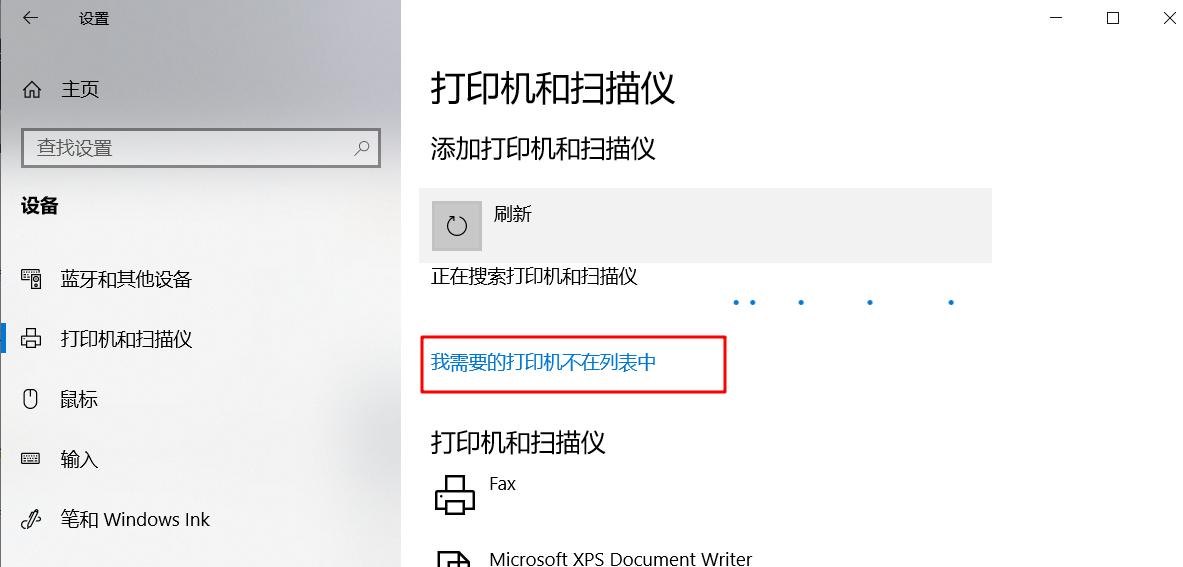 设置
主页
查找设置
设备
蓝牙和其他设备
打印机和扫描仪
鼠标
输入
笔和 Windows Ink
打印机和扫描仪
添加打印机和扫描仪
刷新
正在搜索打印机和扫描仪
我需要的打印机不在列表中
打印机和扫描仪
Fax
Microsoft XPS Document Writer